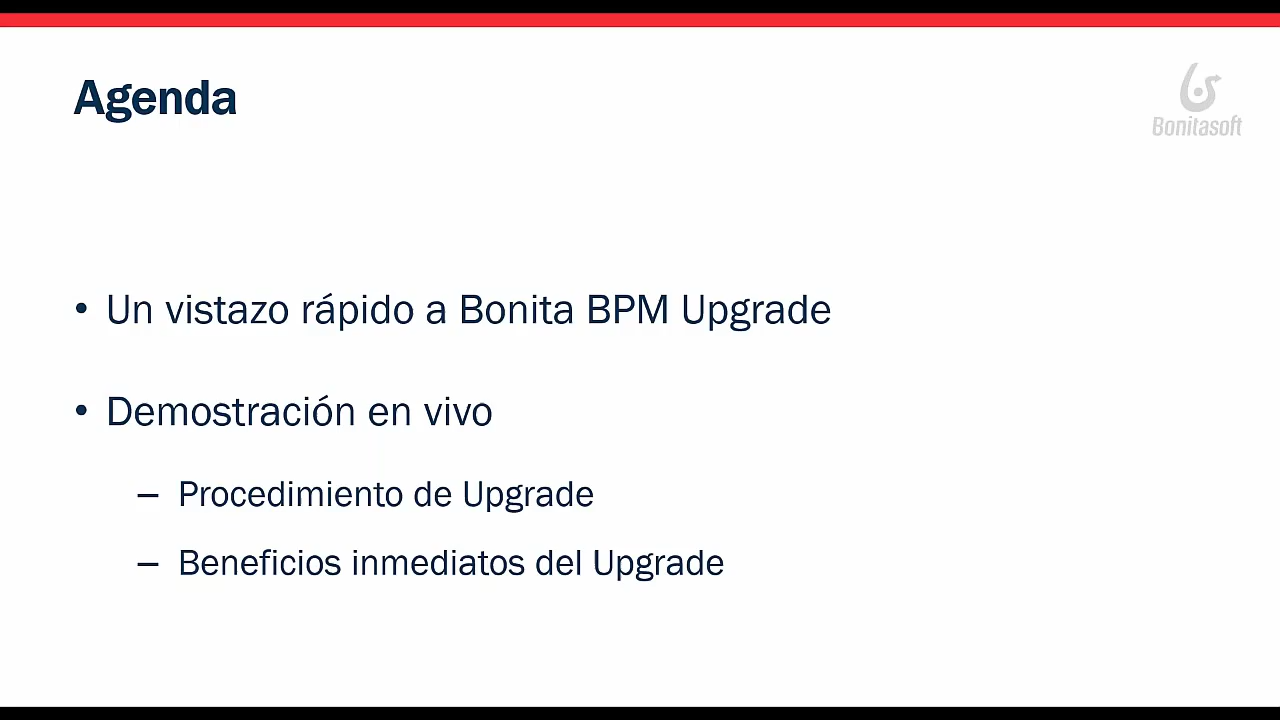 Agenda
Bonitasoft
• Un vistazo rápido a Bonita BPM Upgrade
• Demostración en vivo
– Procedimiento de Upgrade
– Beneficios inmediatos del Upgrade